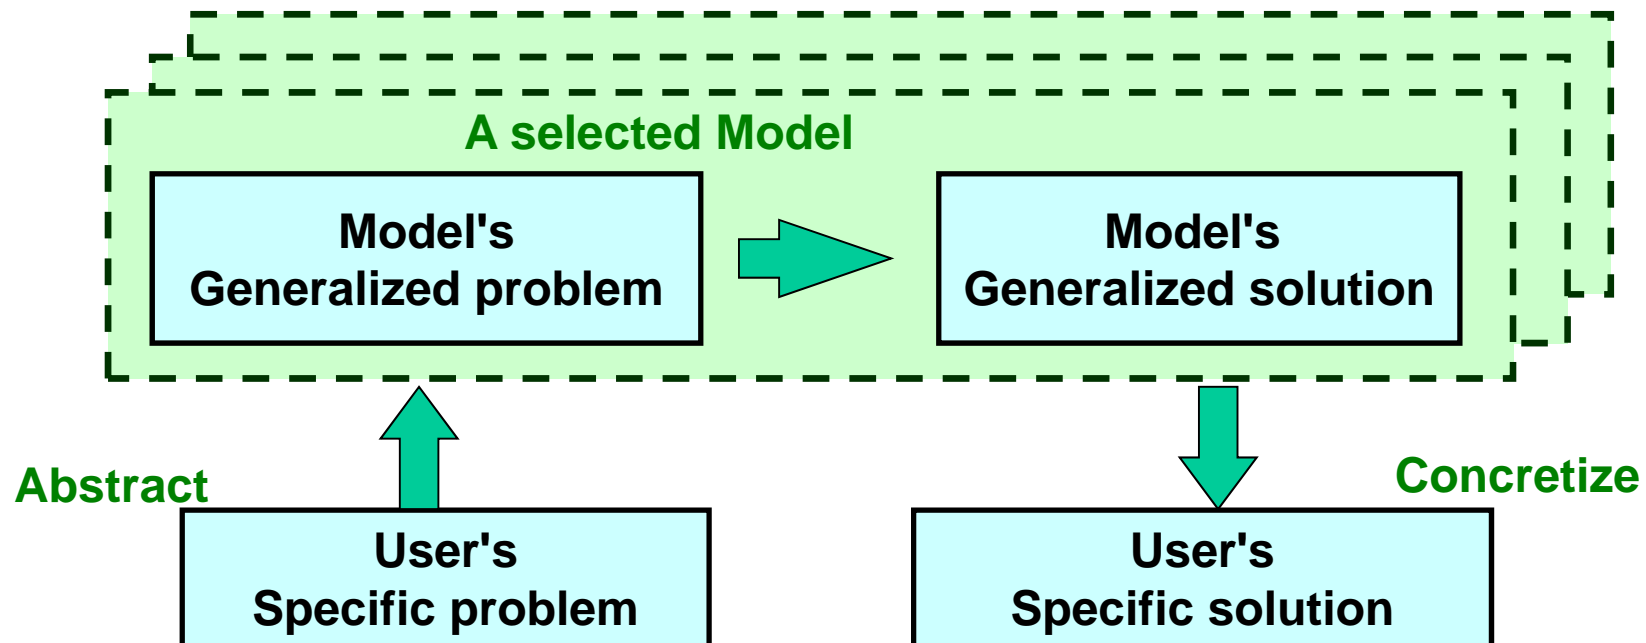 A selected Model
Model's
Generalized problem
Model's
Generalized solution
Abstract
Concretize
User's
Specific problem
User's
Specific solution